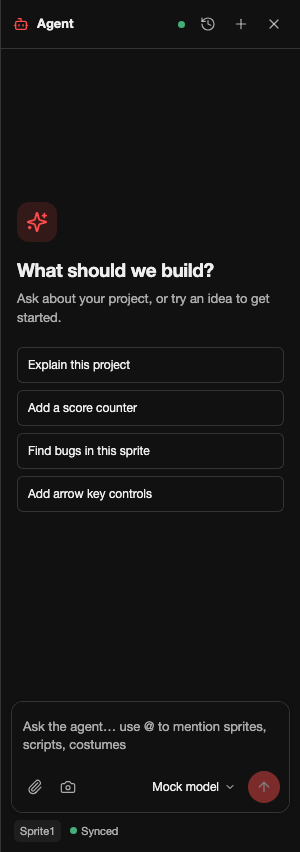 Agent
What should we build?
Ask about your project, or try an idea to get
started.
Explain this project
Add a score counter
Find bugs in this sprite
Add arrow key controls
Ask the agent… use @ to mention sprites,
scripts, costumes
Mock model
Sprite1
Synced